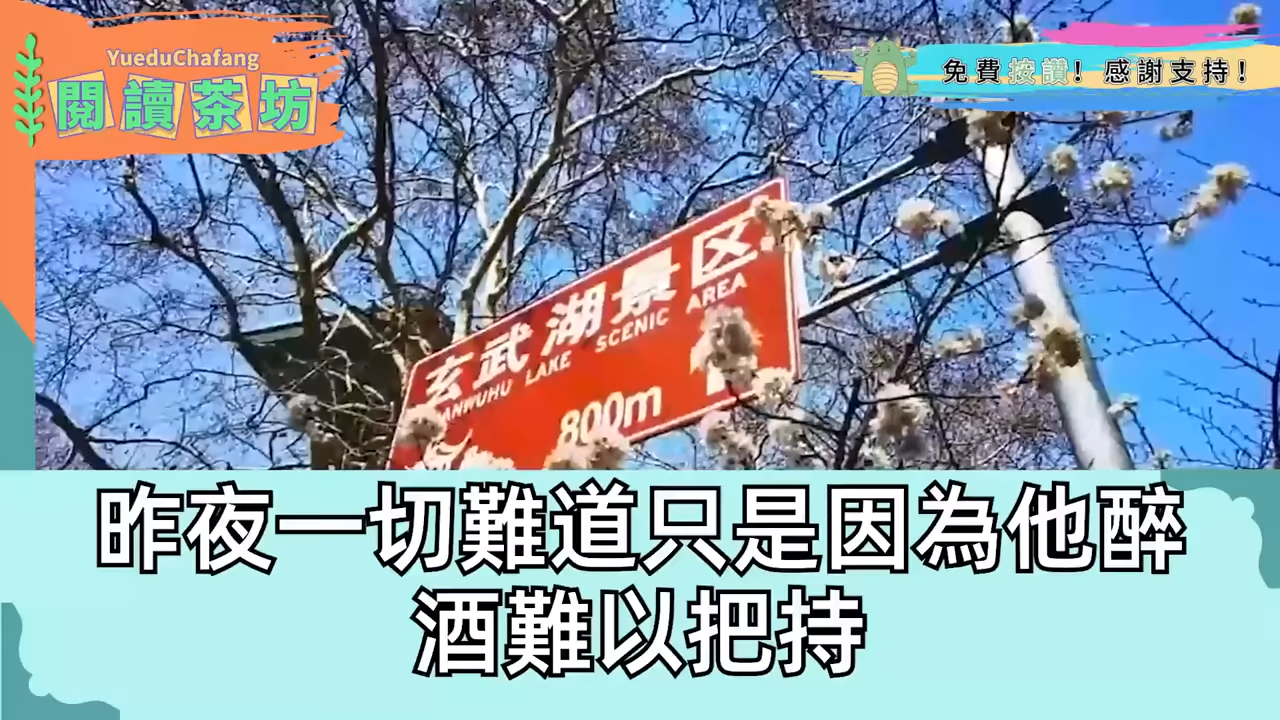 YueduChafang
閱讀茶坊
免費按讚！感謝支持！
玄武湖景区
LAKE SCENIC AREA
800m
昨夜一切難道只是因為他醉
酒難以把持